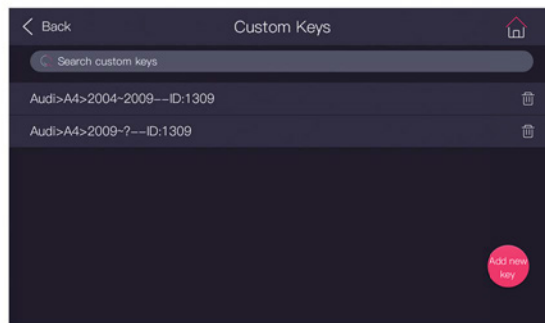 Back
Custom Keys
Search custom keys
Audi>A4>2004~2009--ID:1309
Audi>A4>2009~?--ID:1309
Add new
key